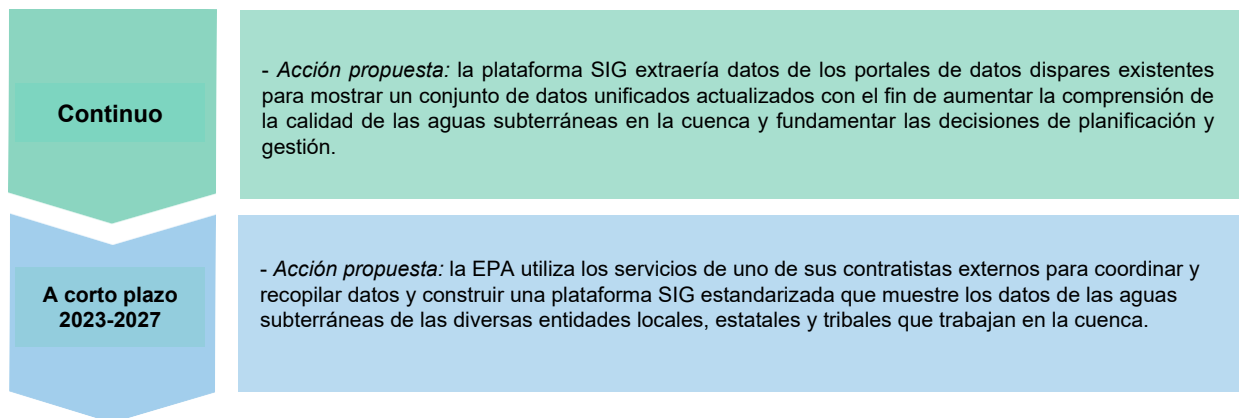 Continuo
- Acción propuesta: la plataforma SIG extraería datos de los portales de datos dispares existentes
para mostrar un conjunto de datos unificados actualizados con el fin de aumentar la comprensión de
la calidad de las aguas subterráneas en la cuenca y fundamentar las decisiones de planificación y
gestión.
A corto plazo
2023-2027
- Acción propuesta: la EPA utiliza los servicios de uno de sus contratistas externos para coordinar y
recopilar datos y construir una plataforma SIG estandarizada que muestre los datos de las aguas
subterráneas de las diversas entidades locales, estatales y tribales que trabajan en la cuenca.